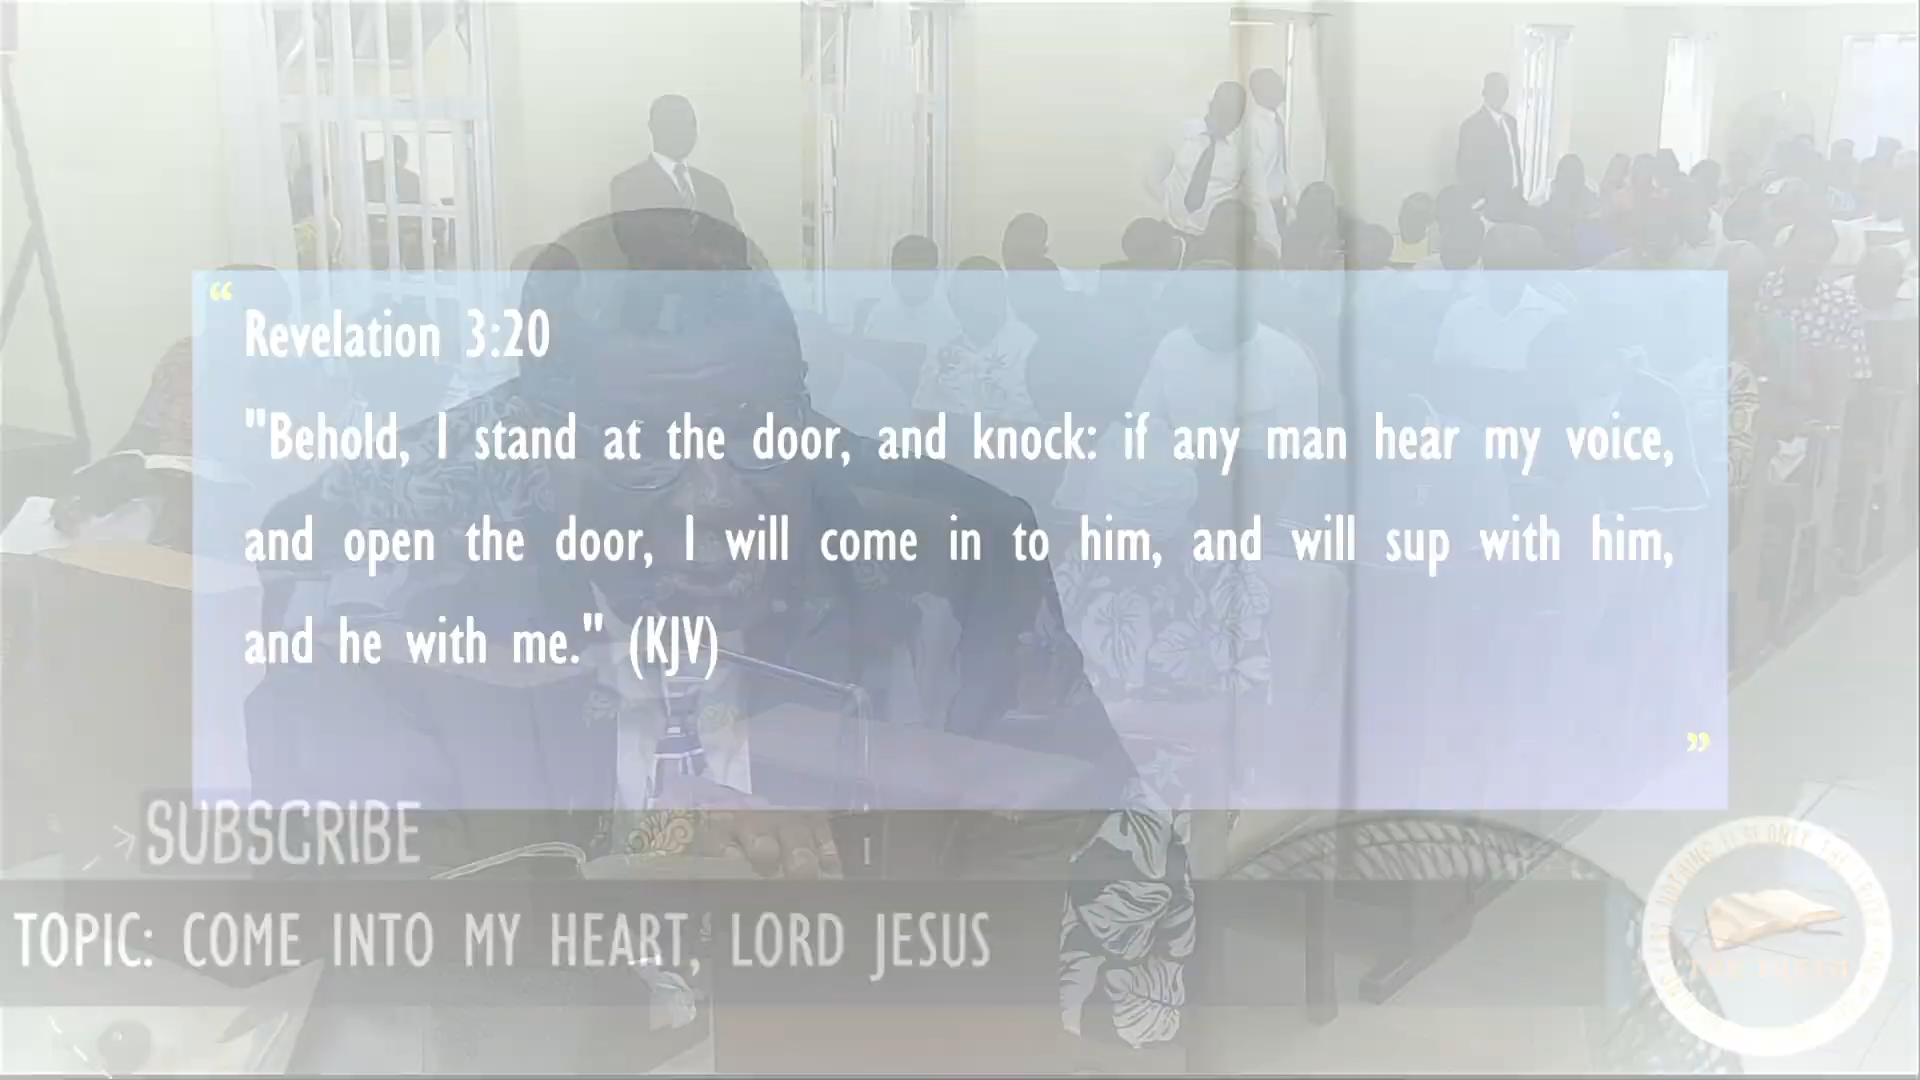 “
Revelation 3:20
"Behold, I stand at the door, and knock: if any man hear my voice,
and open the door, I will come in to him, and will sup with him,
and he with me." (KJV)
”
SUBSCRIBE
TOPIC: COME INTO MY HEART, LORD JESUS